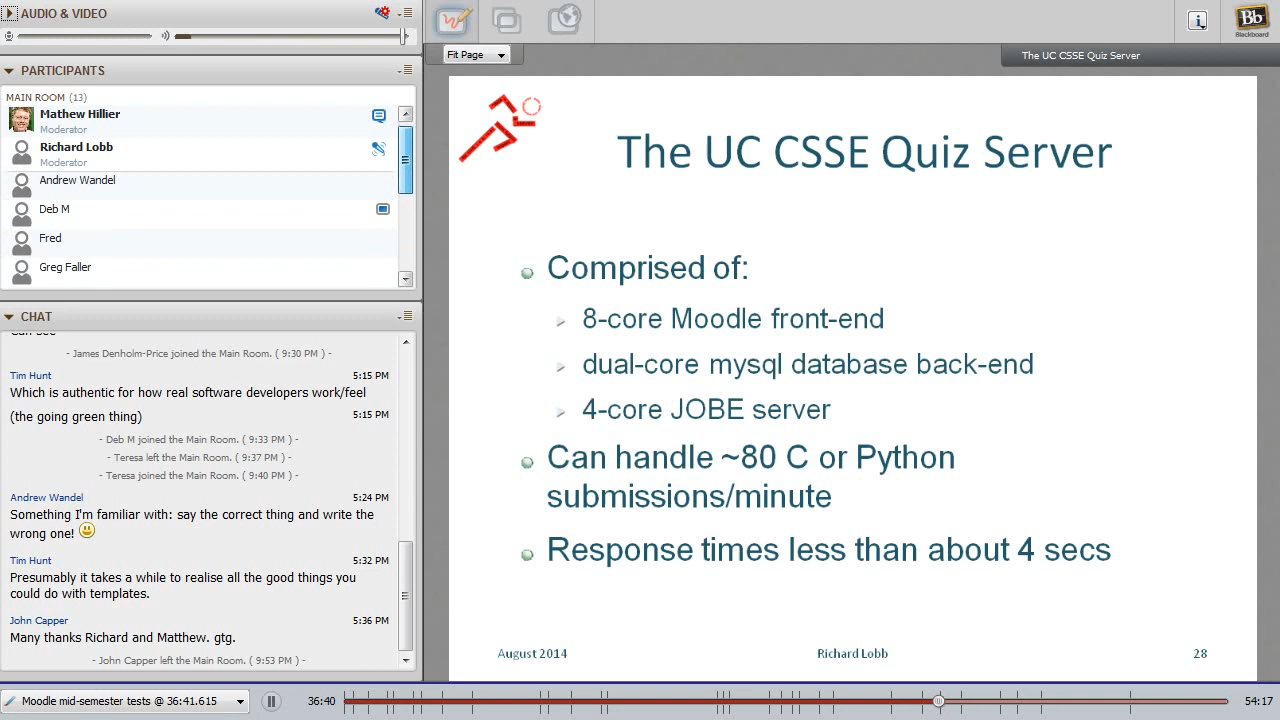 AUDIO & VIDEO
PARTICIPANTS
MAIN ROOM (13)
Mathew Hillier
Moderator
Richard Lobb
Moderator
Andrew Wandel
Deb M
Fred
Greg Faller
CHAT
- James Denholm-Price joined the Main Room. ( 9:30 PM ) -
Tim Hunt 5:15 PM
Which is authentic for how real software developers work/feel
(the going green thing) 5:15 PM
- Deb M joined the Main Room. ( 9:33 PM ) -
- Teresa left the Main Room. ( 9:37 PM ) -
- Teresa joined the Main Room. ( 9:40 PM ) -
Andrew Wandel 5:24 PM
Something I'm familiar with: say the correct thing and write the
wrong one!
Tim Hunt 5:32 PM
Presumably it takes a while to realise all the good things you
could do with templates.
John Capper 5:36 PM
Many thanks Richard and Matthew. gtg.
- John Capper left the Main Room. ( 9:53 PM ) -
Fit Page
The UC CSSE Quiz Server
Bb
Blackboard
The UC CSSE Quiz Server
Comprised of:
8-core Moodle front-end
dual-core mysql database back-end
4-core JOBE server
Can handle ~80 C or Python
submissions/minute
Response times less than about 4 secs
August 2014 Richard Lobb 28
Moodle mid-semester tests @ 36:41.615 36:40 54:17